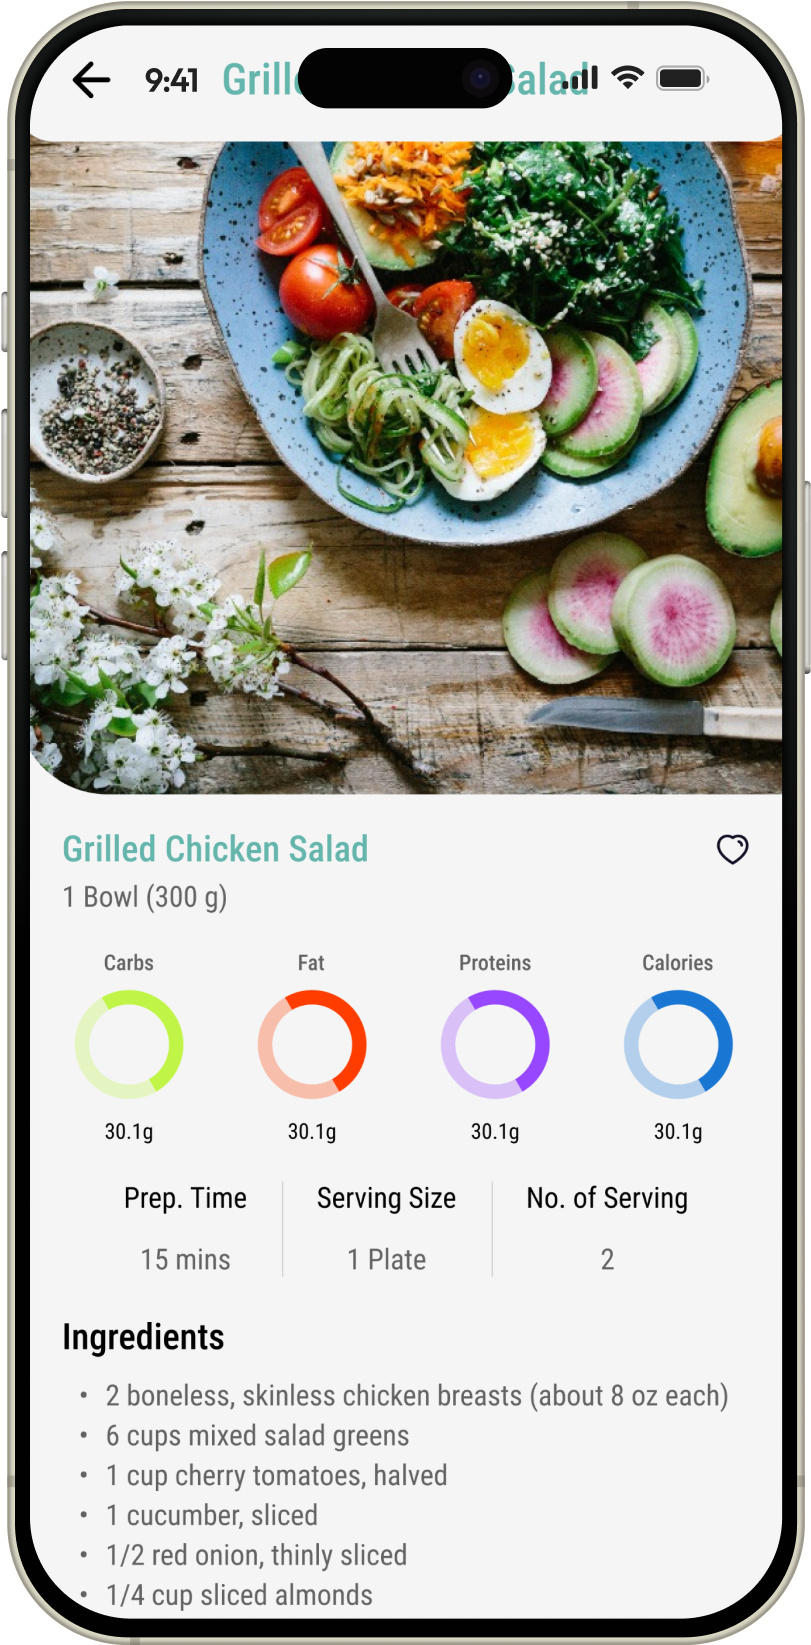 9:41
Salad
Grilled Chicken Salad
1 Bowl (300 g)
Carbs Fat Proteins Calories
30.1g 30.1g 30.1g 30.1g
Prep. Time Serving Size No. of Serving
15 mins 1 Plate 2
Ingredients
• 2 boneless, skinless chicken breasts (about 8 oz each)
• 6 cups mixed salad greens
• 1 cup cherry tomatoes, halved
• 1 cucumber, sliced
• 1/2 red onion, thinly sliced
• 1/4 cup sliced almonds